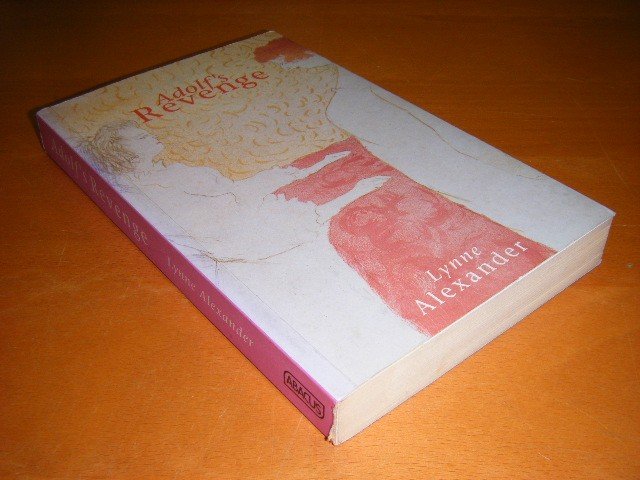 Adolf's
Revenge
Lynne
Alexander
Adolf's Revenge
Lynne Alexander
ABACUS